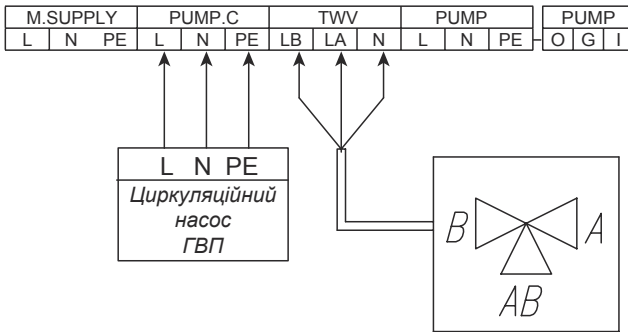 M.SUPPLY PUMP.C TWV PUMP PUMP
L N PE L N PE LB LA N L N PE O G I
L N PE
Циркуляційний
насос
ГВП
B A
AB